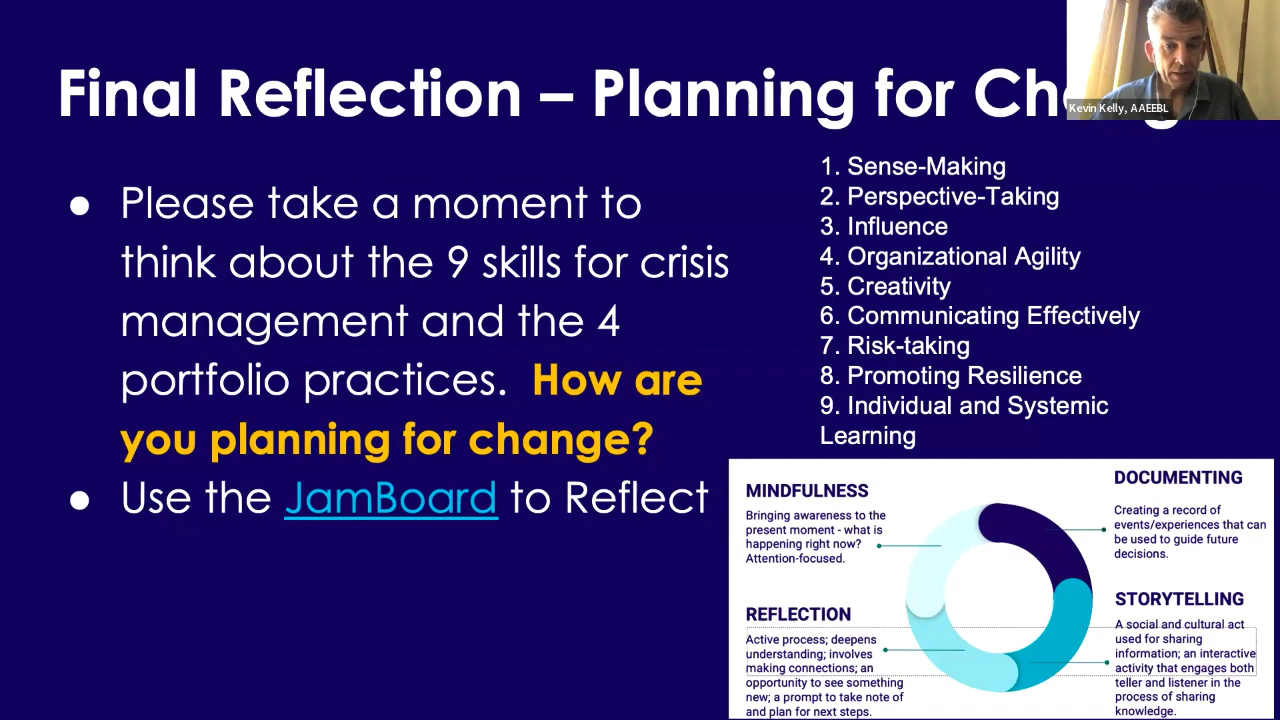 Final Reflection – Planning for Chang
Kevin Kelly, AAEEBL
● Please take a moment to
think about the 9 skills for crisis
management and the 4
portfolio practices. How are
you planning for change?
● Use the JamBoard to Reflect
1. Sense-Making
2. Perspective-Taking
3. Influence
4. Organizational Agility
5. Creativity
6. Communicating Effectively
7. Risk-taking
8. Promoting Resilience
9. Individual and Systemic
Learning
MINDFULNESS
Bringing awareness to the
present moment - what is
happening right now?
Attention-focused.
DOCUMENTING
Creating a record of
events/experiences that can
be used to guide future
decisions.
REFLECTION
Active process; deepens
understanding; involves
making connections; an
opportunity to see something
new; a prompt to take note of
and plan for next steps.
STORYTELLING
A social and cultural act
used for sharing
information; an interactive
activity that engages both
teller and listener in the
process of sharing
knowledge.